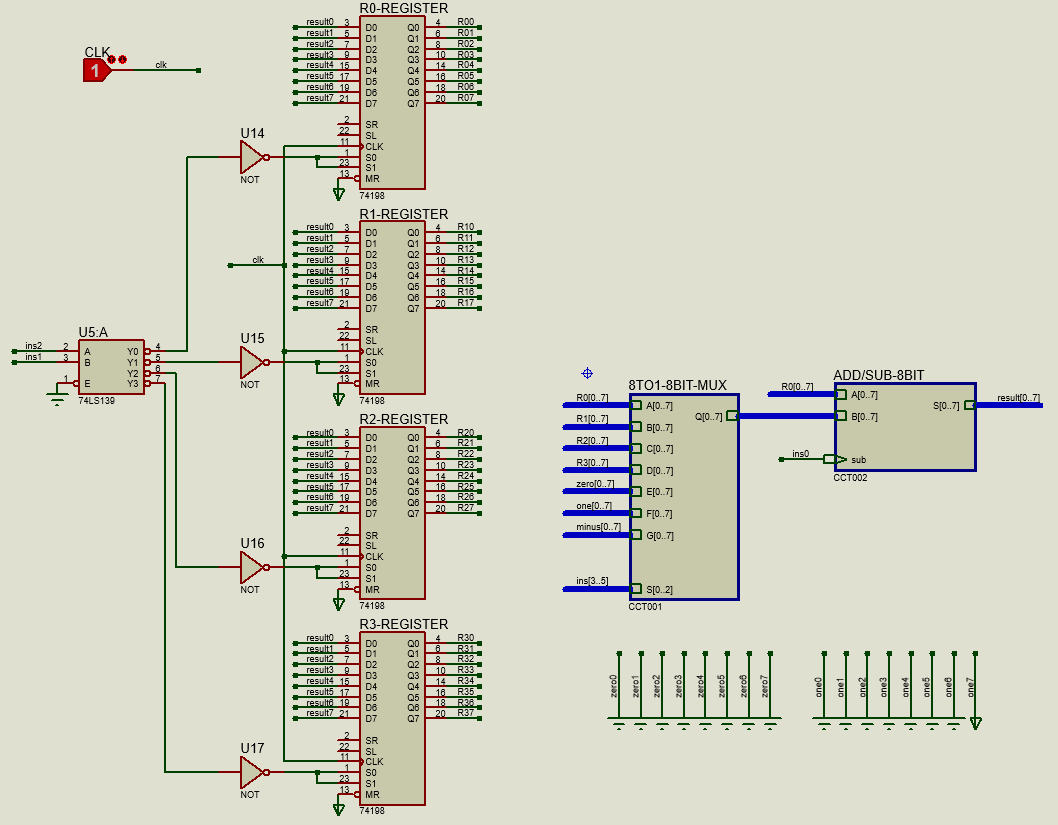 R0-REGISTER
CLK
1
clk
result0 3 D0 Q0 4 R00
result1 5 D1 Q1 6 R01
result2 7 D2 Q2 8 R02
result3 9 D3 Q3 10 R03
result4 15 D4 Q4 14 R04
result5 17 D5 Q5 16 R05
result6 19 D6 Q6 18 R06
result7 21 D7 Q7 20 R07
2 SR
22 SL
11 CLK
1 S0
23 S1
13 MR
74198
U14
NOT
R1-REGISTER
result0 3 D0 Q0 4 R10
result1 5 D1 Q1 6 R11
result2 7 D2 Q2 8 R12
clk
result3 9 D3 Q3 10 R13
result4 15 D4 Q4 14 R14
result5 17 D5 Q5 16 R15
result6 19 D6 Q6 18 R16
result7 21 D7 Q7 20 R17
2 SR
22 SL
11 CLK
1 S0
23 S1
13 MR
74198
U5:A
ins2 2 A Y0 4
ins1 3 B Y1 5
Y2 6
1 E Y3 7
74LS139
U15
NOT
R2-REGISTER
result0 3 D0 Q0 4 R20
result1 5 D1 Q1 6 R21
result2 7 D2 Q2 8 R22
result3 9 D3 Q3 10 R23
result4 15 D4 Q4 14 R24
result5 17 D5 Q5 16 R25
result6 19 D6 Q6 18 R26
result7 21 D7 Q7 20 R27
2 SR
22 SL
11 CLK
1 S0
23 S1
13 MR
74198
U16
NOT
R3-REGISTER
result0 3 D0 Q0 4 R30
result1 5 D1 Q1 6 R31
result2 7 D2 Q2 8 R32
result3 9 D3 Q3 10 R33
result4 15 D4 Q4 14 R34
result5 17 D5 Q5 16 R35
result6 19 D6 Q6 18 R36
result7 21 D7 Q7 20 R37
2 SR
22 SL
11 CLK
1 S0
23 S1
13 MR
74198
U17
NOT
8TO1-8BIT-MUX
R0[0..7] A[0..7] Q[0..7]
R1[0..7] B[0..7]
R2[0..7] C[0..7]
R3[0..7] D[0..7]
zero[0..7] E[0..7]
one[0..7] F[0..7]
minus[0..7] G[0..7]
ins[3..5] S[0..2]
CCT001
ADD/SUB-8BIT
R0[0..7] A[0..7] S[0..7] result[0..7]
B[0..7]
ins0 sub
CCT002
zero0 zero1 zero2 zero3 zero4 zero5 zero6 zero7
one0 one1 one2 one3 one4 one5 one6 one7